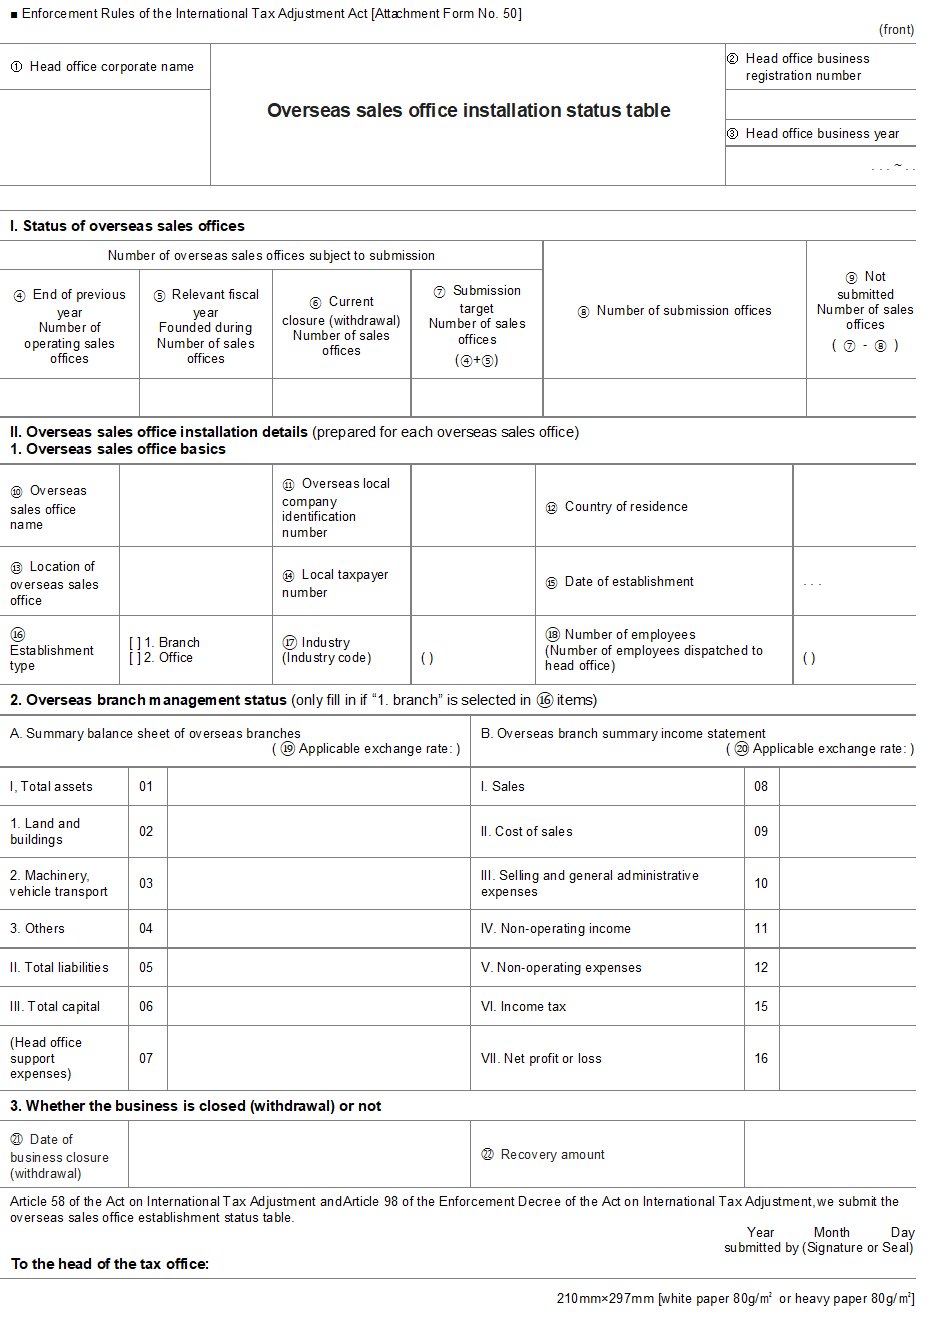 ■ Enforcement Rules of the International Tax Adjustment Act [Attachment Form No. 50]
(front)
① Head office corporate name
Overseas sales office installation status table
② Head office business
registration number
③ Head office business year
. . . ~ . .
I. Status of overseas sales offices
Number of overseas sales offices subject to submission
④ End of previous
year
Number of
operating sales
offices
⑤ Relevant fiscal
year
Founded during
Number of sales
offices
⑥ Current
closure (withdrawal)
Number of sales
offices
⑦ Submission
target
Number of sales
offices
(④+⑤)
⑧ Number of submission offices
⑨ Not
submitted
Number of sales
offices
( ⑦ - ⑧ )
II. Overseas sales office installation details (prepared for each overseas sales office)
1. Overseas sales office basics
⑩ Overseas
sales office
name
⑪ Overseas local
company
identification
number
⑫ Country of residence
⑬ Location of
overseas sales
office
⑭ Local taxpayer
number
⑮ Date of establishment
. . .
⑯
Establishment
type
[ ] 1. Branch
[ ] 2. Office
⑰ Industry
(Industry code)
( )
⑱ Number of employees
(Number of employees dispatched to
head office)
( )
2. Overseas branch management status (only fill in if “1. branch” is selected in ⑯ items)
A. Summary balance sheet of overseas branches
( ⑲ Applicable exchange rate: )
B. Overseas branch summary income statement
( ⑳ Applicable exchange rate: )
I, Total assets 01
I. Sales 08
1. Land and
buildings 02
II. Cost of sales 09
2. Machinery,
vehicle transport 03
III. Selling and general administrative
expenses 10
3. Others 04
IV. Non-operating income 11
II. Total liabilities 05
V. Non-operating expenses 12
III. Total capital 06
VI. Income tax 15
(Head office
support
expenses) 07
VII. Net profit or loss 16
3. Whether the business is closed (withdrawal) or not
㉑ Date of
business closure
(withdrawal)
㉒ Recovery amount
Article 58 of the Act on International Tax Adjustment and Article 98 of the Enforcement Decree of the Act on International Tax Adjustment, we submit the
overseas sales office establishment status table.
Year Month Day
submitted by (Signature or Seal)
To the head of the tax office:
210mm×297mm [white paper 80g/m² or heavy paper 80g/m²]